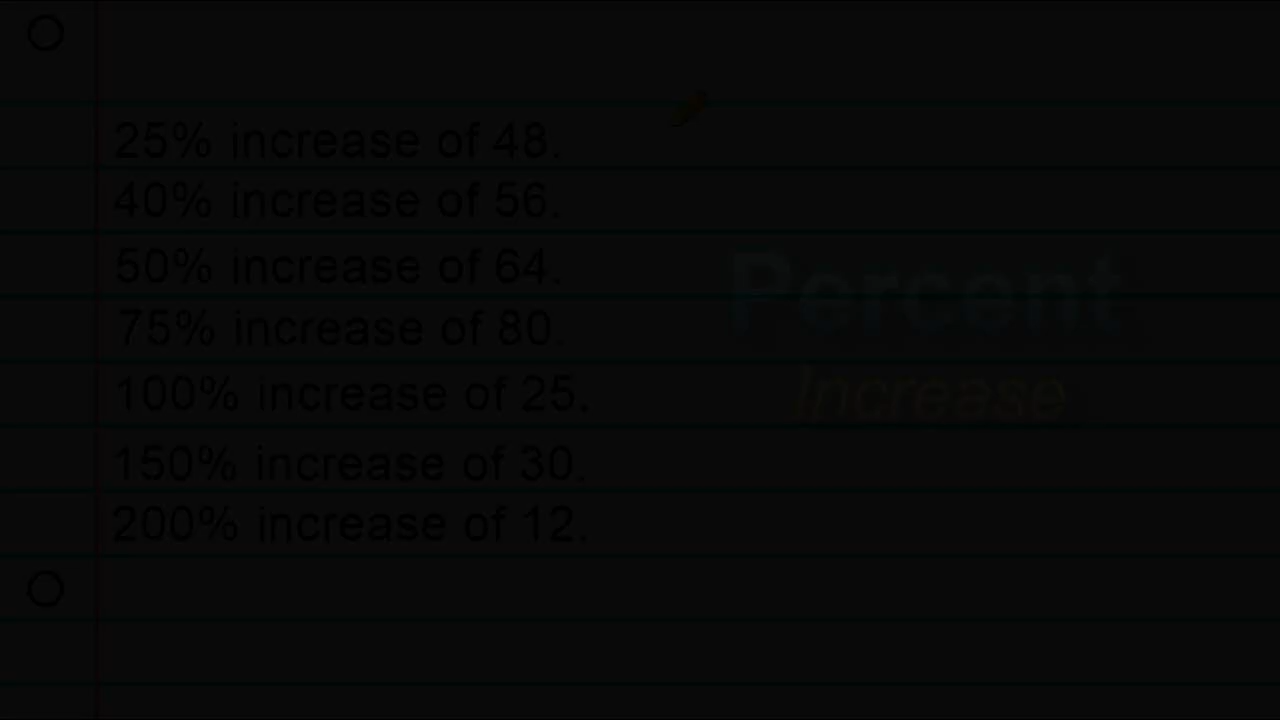 25% increase of 48.
40% increase of 56.
50% increase of 64.
75% increase of 80.
100% increase of 25.
150% increase of 30.
200% increase of 12.
Percent
Increase